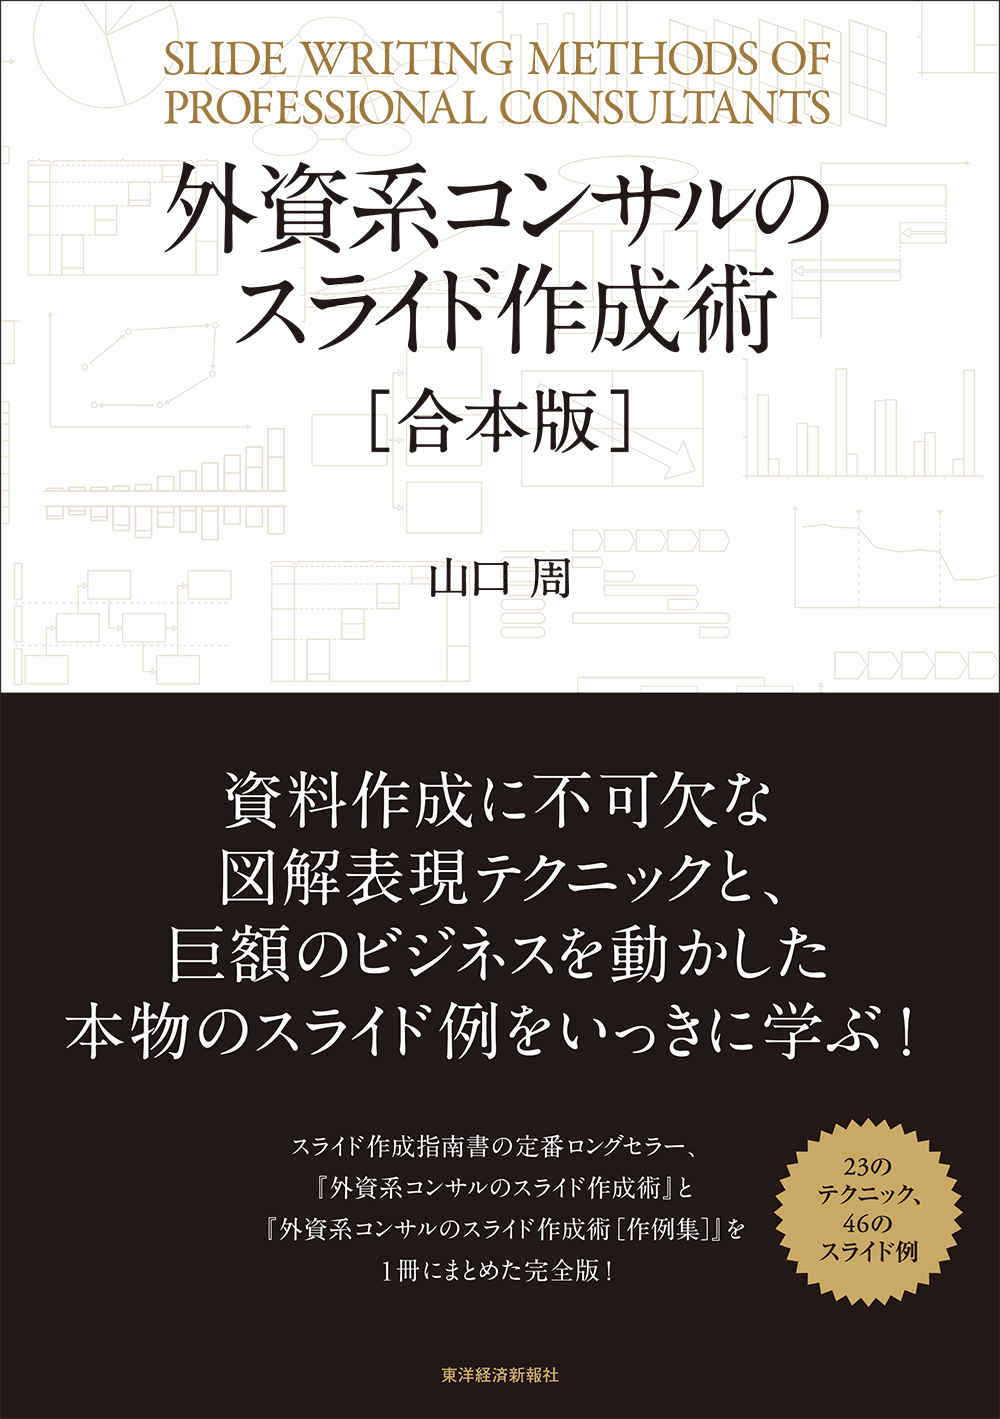 SLIDE WRITING METHODS OF
PROFESSIONAL CONSULTANTS
外資系コンサルの
スライド作成術
［合本版］
山口 周
資料作成に不可欠な
図解表現テクニックと、
巨額のビジネスを動かした
本物のスライド例をいっきに学ぶ！
スライド作成指南書の定番ロングセラー、
『外資系コンサルのスライド作成術』と
『外資系コンサルのスライド作成術［作例集］』を
1冊にまとめた完全版！
23の
テクニック、
46の
スライド例
東洋経済新報社